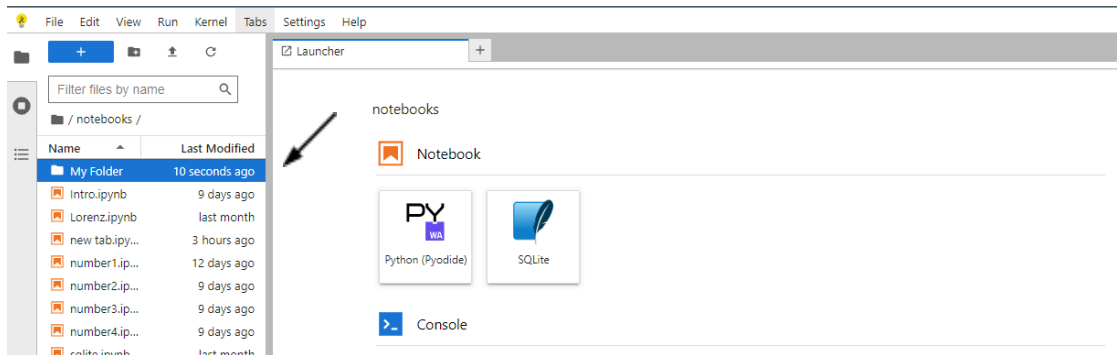 File Edit View Run Kernel Tabs Settings Help
+
Launcher +
Filter files by name
/ notebooks /
Name Last Modified
My Folder 10 seconds ago
Intro.ipynb 9 days ago
Lorenz.ipynb last month
new tab.ipy... 3 hours ago
number1.ip... 12 days ago
number2.ip... 9 days ago
number3.ip... 9 days ago
number4.ip... 9 days ago
sqlite.ipynb last month
notebooks
Notebook
PY
WA
Python (Pyodide) SQLite
Console